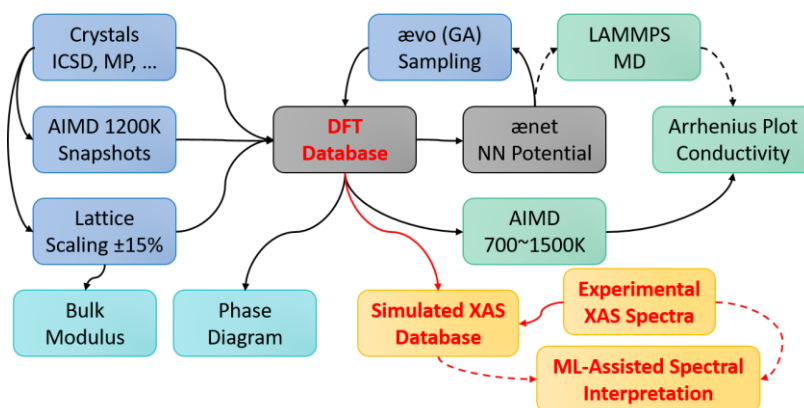 Crystals
ICSD, MP, ...
ævo (GA)
Sampling
LAMMPS
MD
AIMD 1200K
Snapshots
DFT
Database
ænet
NN Potential
Arrhenius Plot
Conductivity
Lattice
Scaling ±15%
AIMD
700~1500K
Bulk
Modulus
Phase
Diagram
Simulated XAS
Database
Experimental
XAS Spectra
ML-Assisted Spectral
Interpretation